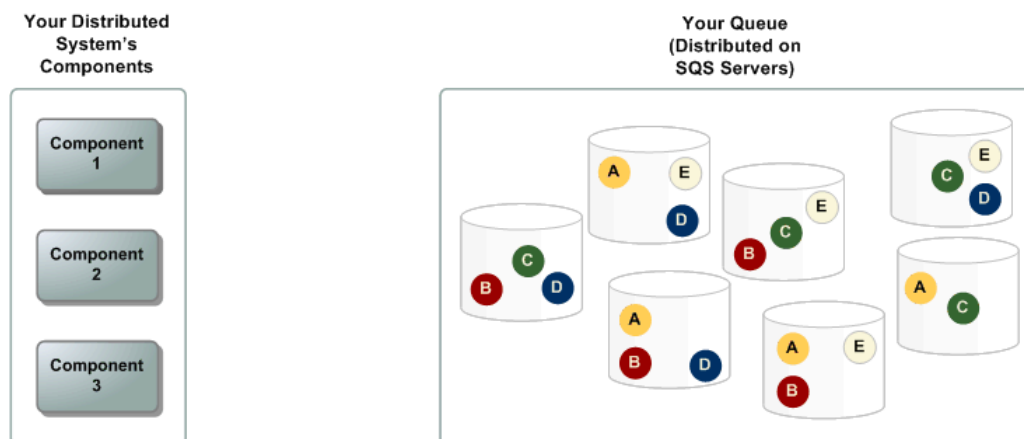 Your Distributed
System's
Components
Your Queue
(Distributed on
SQS Servers)
Component
1
Component
2
Component
3
A
E
D
B
C
E
C
E
D
C
B
D
A
B
D
A
E
B
A
C